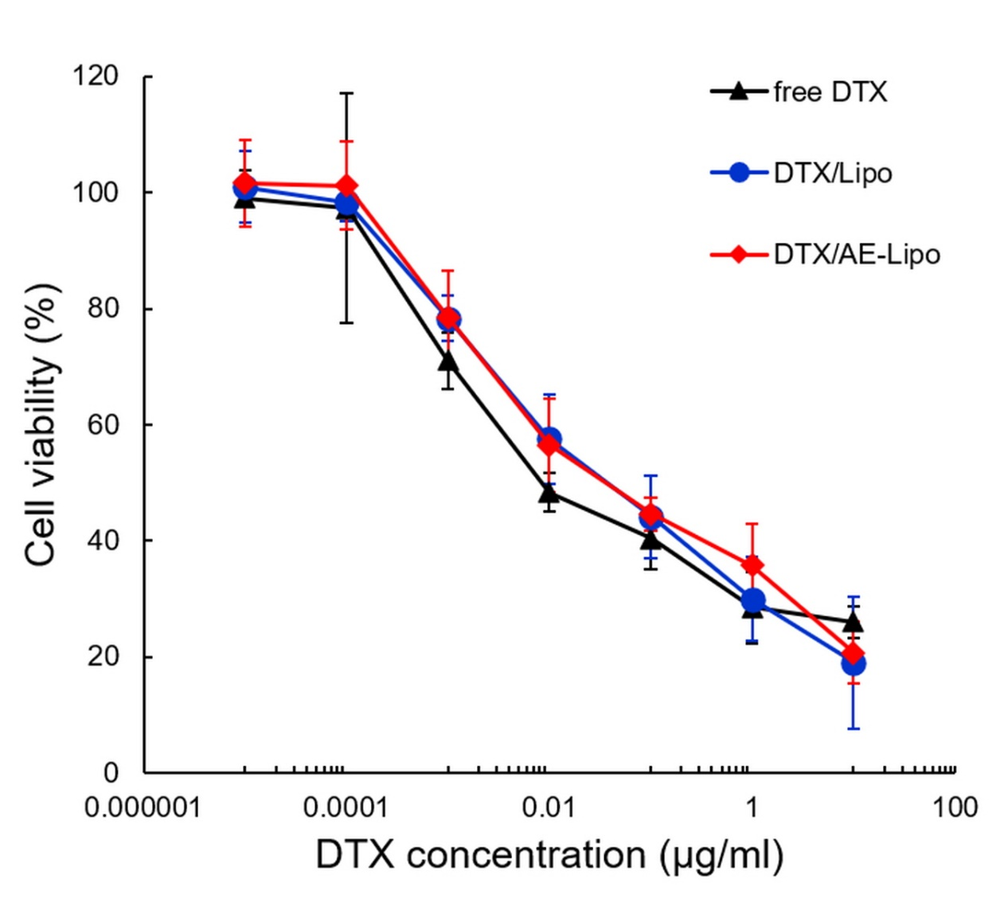 free DTX
DTX/Lipo
DTX/AE-Lipo
Cell viability (%)
120
100
80
60
40
20
0
0.000001
0.0001
0.01
1
100
DTX concentration (μg/ml)